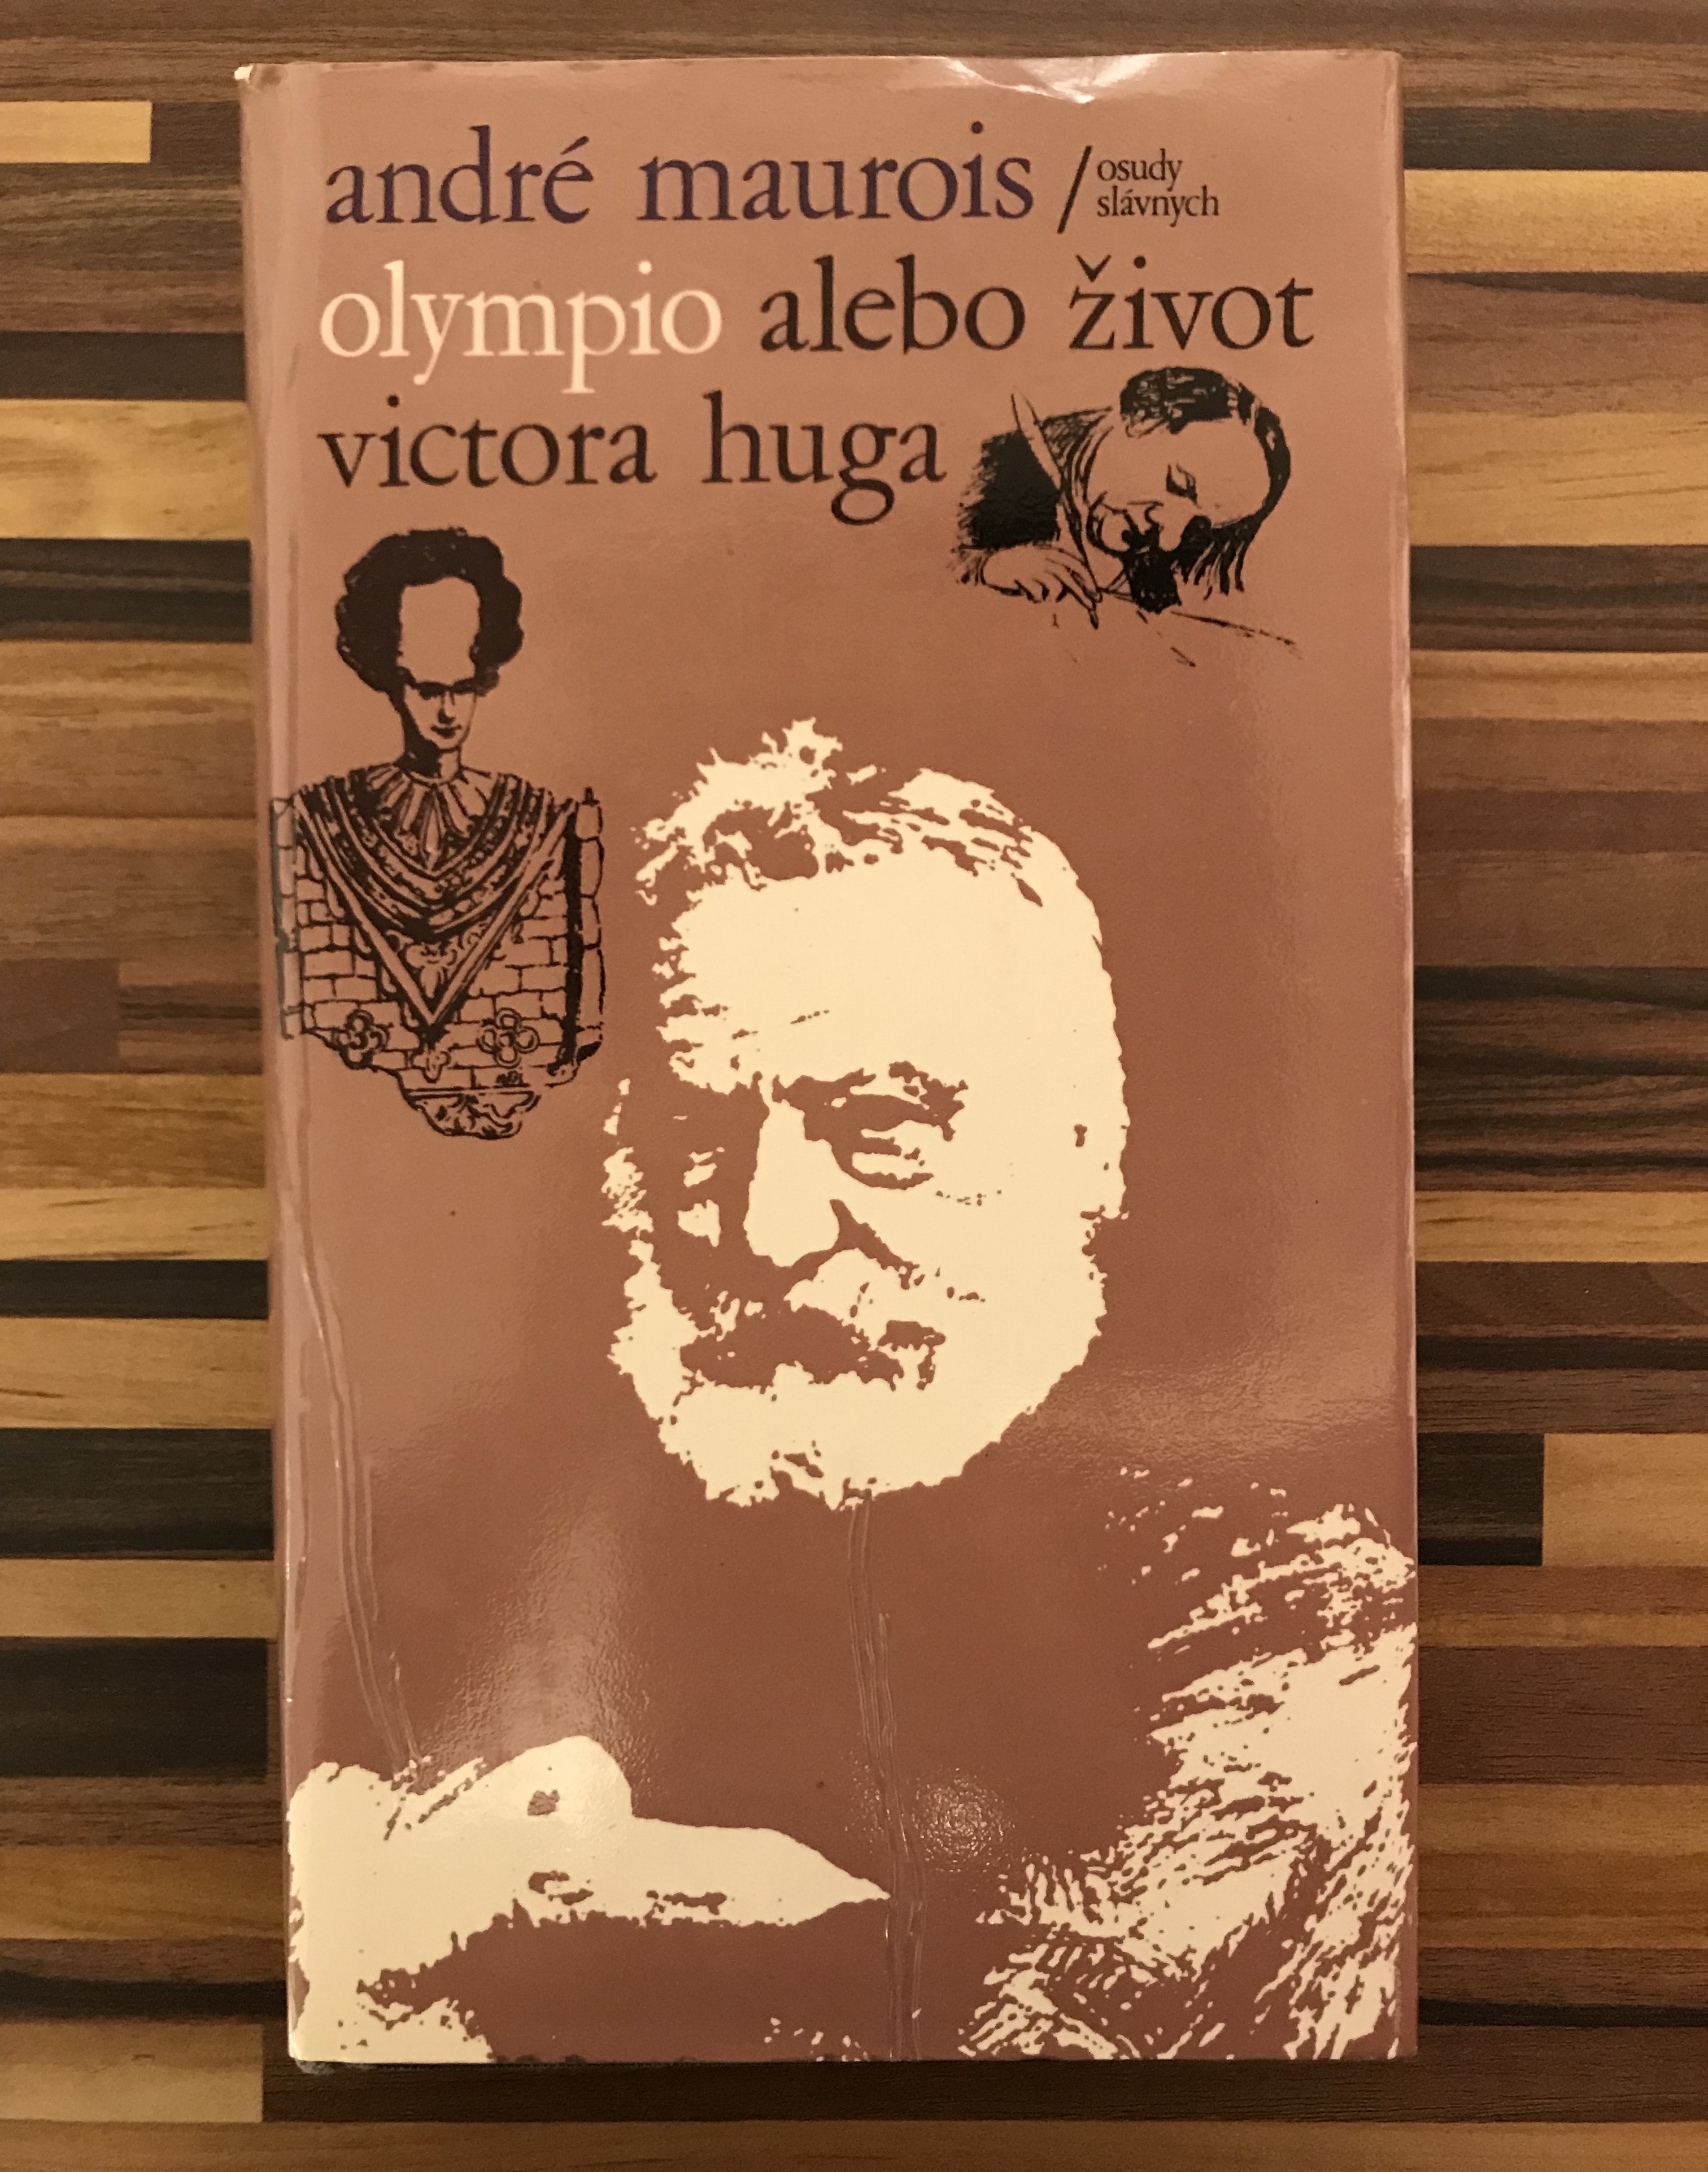 andré maurois / osudy
slávnych
olympio alebo život
victora huga